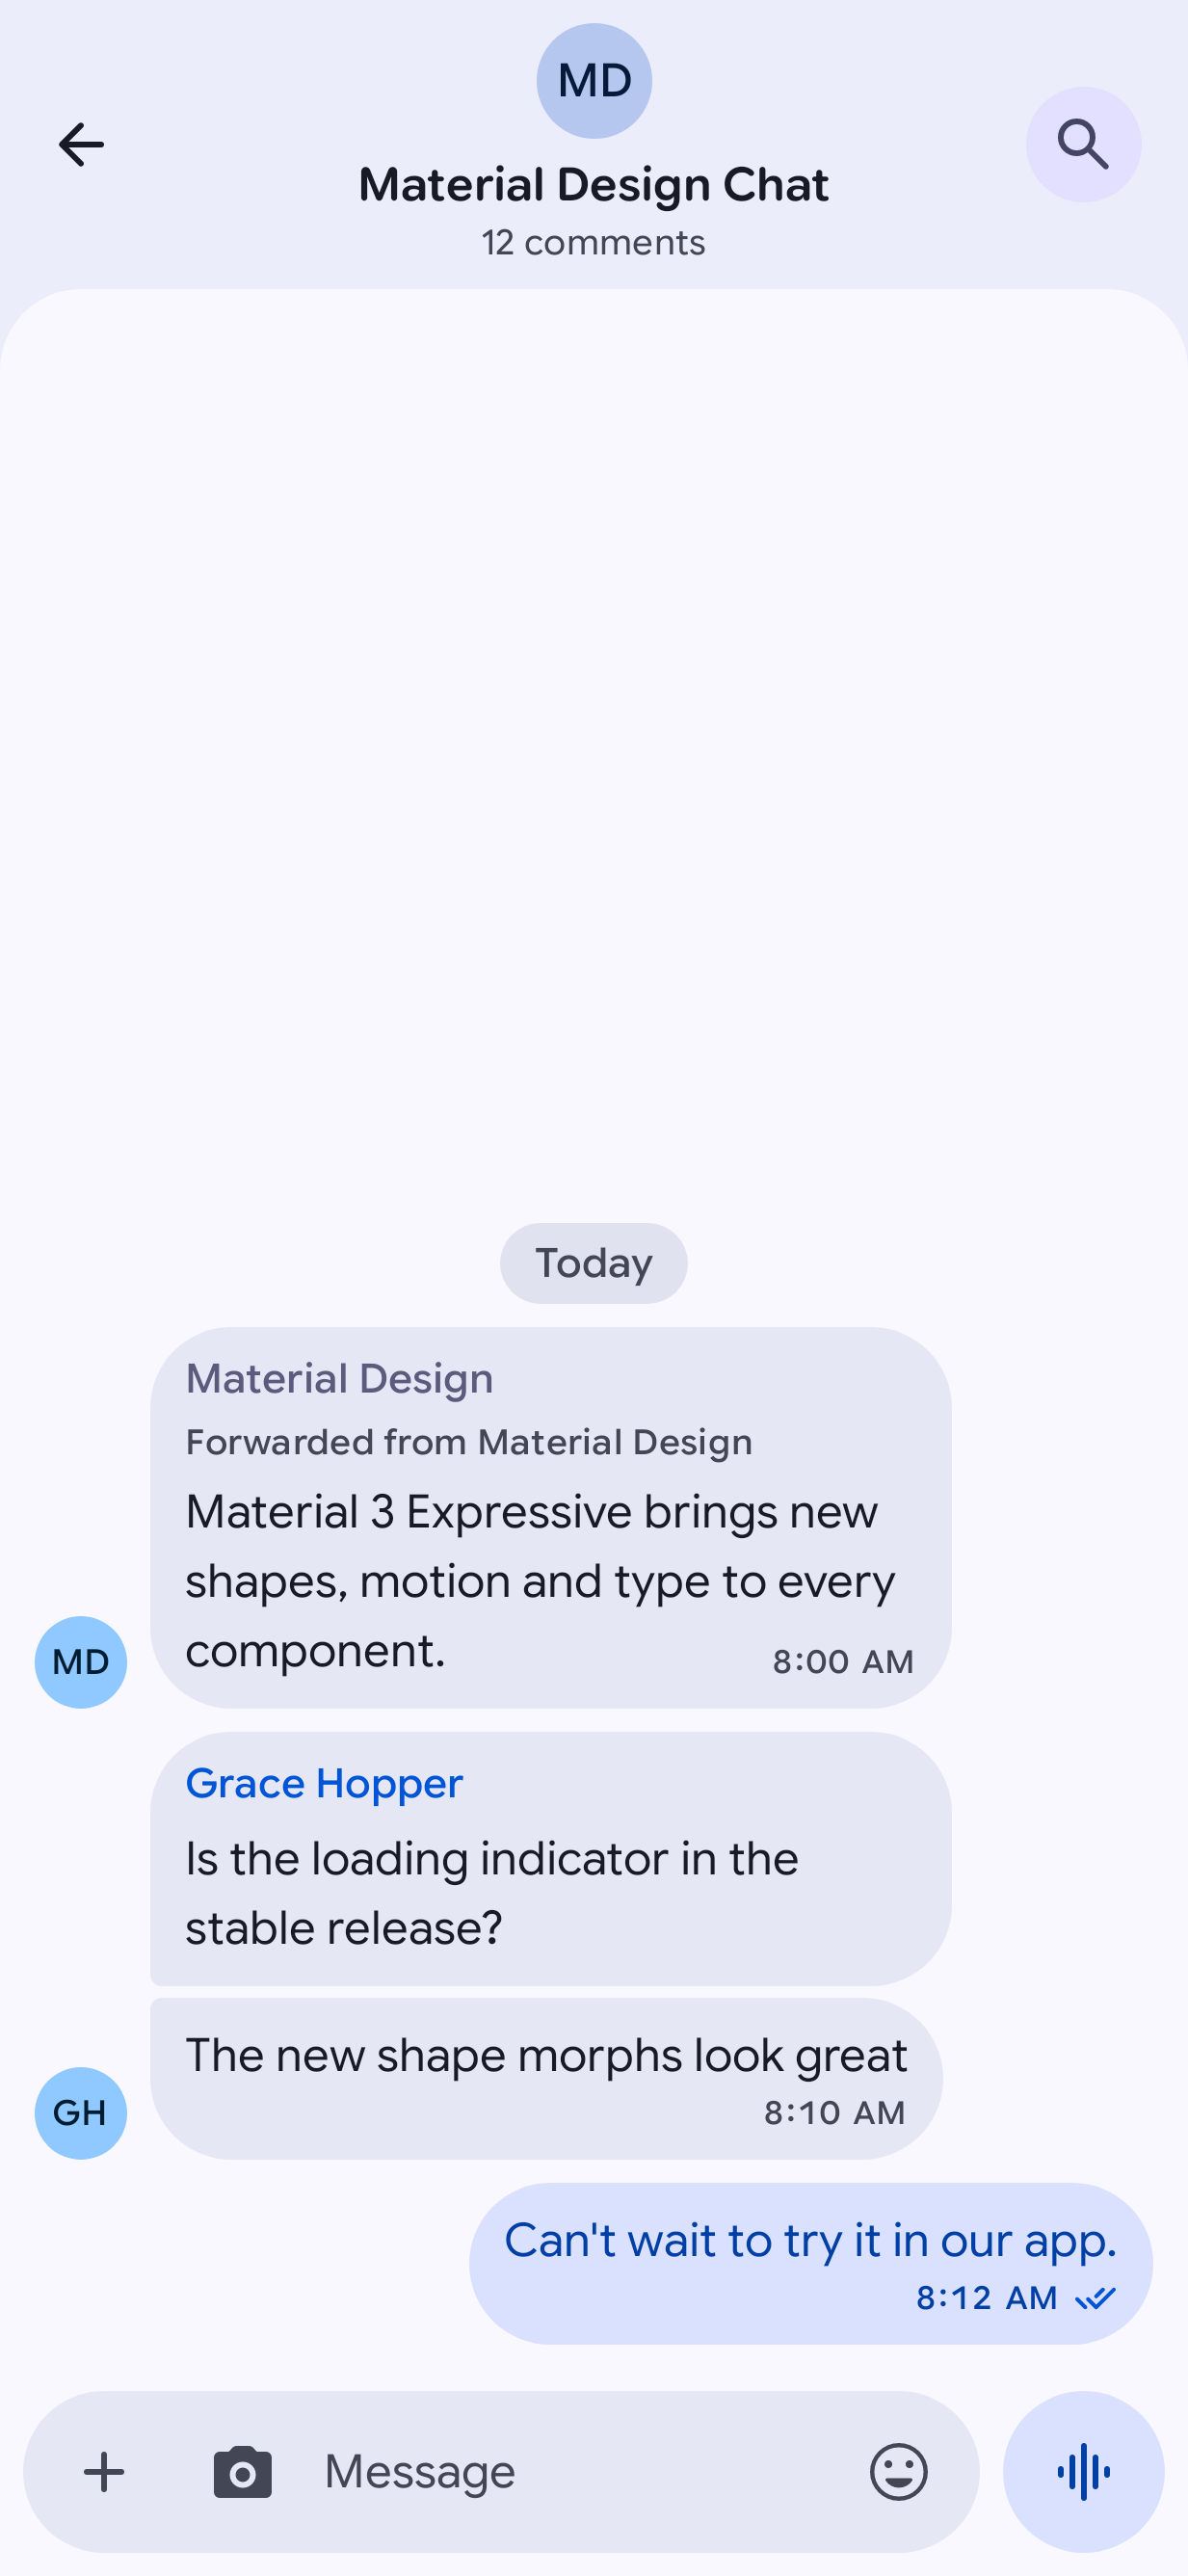 MD
Material Design Chat
12 comments
Today
Material Design
Forwarded from Material Design
Material 3 Expressive brings new
shapes, motion and type to every
component.
8:00 AM
MD
Grace Hopper
Is the loading indicator in the
stable release?
The new shape morphs look great
8:10 AM
GH
Can't wait to try it in our app.
8:12 AM
Message